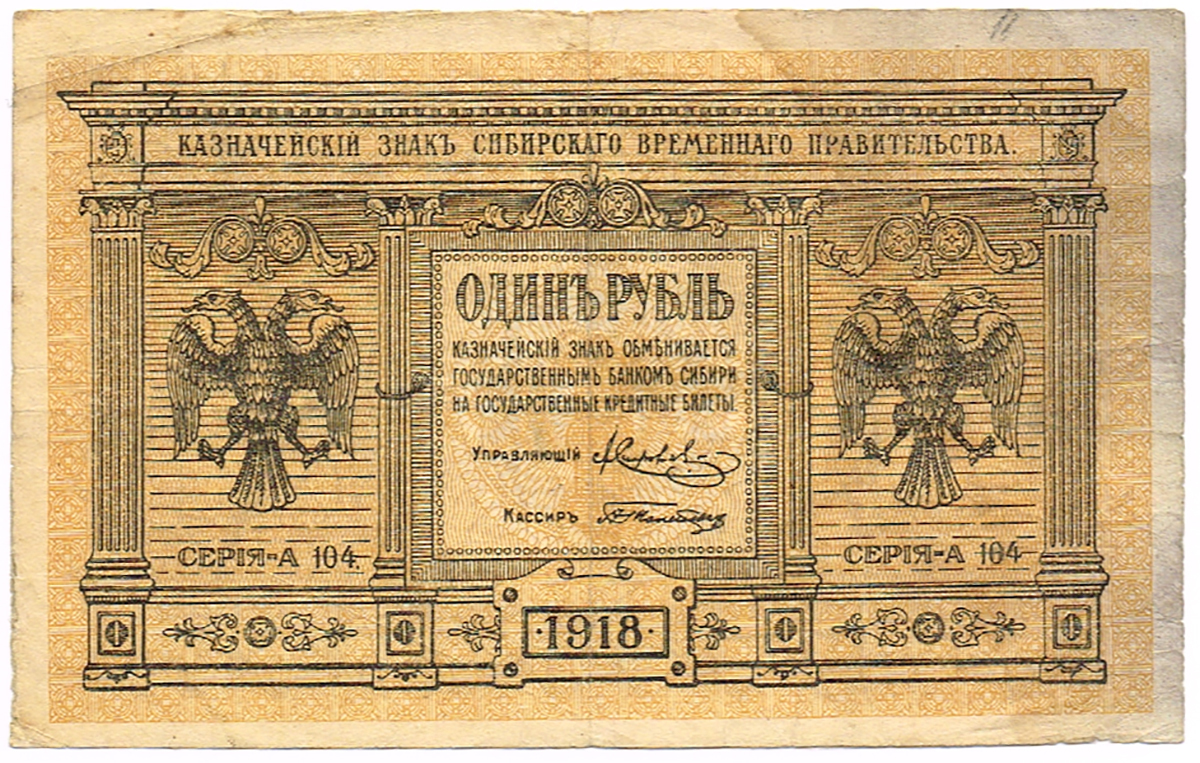 КАЗНАЧЕЙСКІЙ ЗНАКЪ СИБИРСКАГО ВРЕМЕННАГО ПРАВИТЕЛЬСТВА.
ОДИНЪ РУБЛЬ
КАЗНАЧЕЙСКІЙ ЗНАКЪ ОБМѢНИВАЕТСЯ
ГОСУДАРСТВЕННЫМЪ БАНКОМЪ СИБИРИ
НА ГОСУДАРСТВЕННЫЕ КРЕДИТНЫЕ БИЛЕТЫ.
УПРАВЛЯЮЩІЙ
КАССИРЪ
СЕРІЯ-А 104.
СЕРІЯ-А 104
·1918·